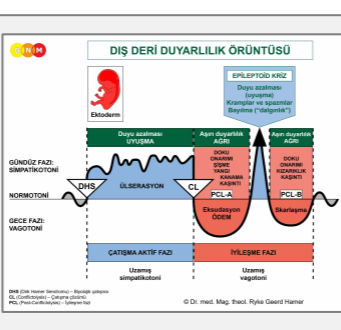 GNM
DIŞ DERİ DUYARLILIK ÖRÜNTÜSÜ
Ektoderm
EPİLEPTOİD KRİZ
Duyu azalması
(uyuşma)
Kramplar ve spazmlar
Bayılma ("dalgınlık")
Duyu azalması
UYUŞMA
Aşırı duyarlılık
AĞRI
Aşırı duyarlılık
AĞRI
GÜNDÜZ FAZI:
SİMPATİKOTONİ
DOKU
ONARIMI
ŞİŞME
YANGI
KANAMA
KAŞINTI
DOKU
ONARIMI
KIZARIKLIK
KAŞINTI
DHS
ÜLSERASYON
CL
NORMOTONİ
PCL-A
PCL-B
GECE FAZI:
VAGOTONİ
Eksudasyon
ÖDEM
Skarlaşma
ÇATIŞMA AKTİF FAZI
İYİLEŞME FAZI
Uzamış
simpatikotoni
Uzamış
vagotoni
DHS (Dirk Hamer Sendromu) – Biyolojik çatışma
CL (Conflictolysis) – Çatışma çözümü
PCL (Post-Conflictolysis) – İyileşme fazı
© Dr. med. Mag. theol. Ryke Geerd Hamer